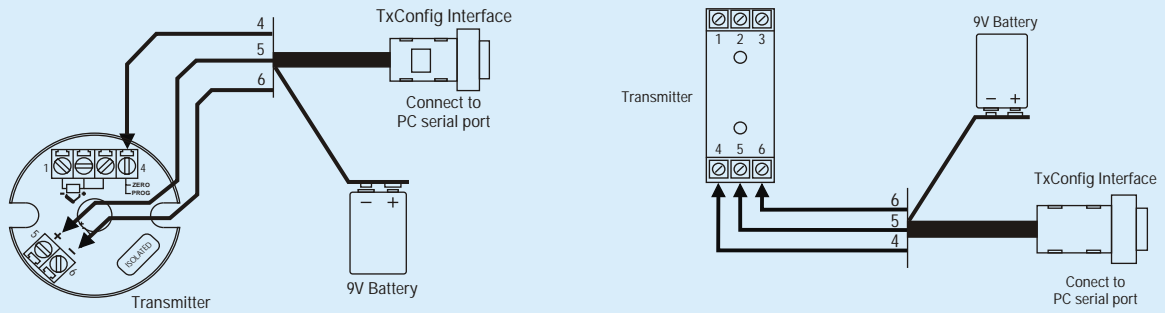 TxConfig Interface
4
5
6
Connect to
PC serial port
1
4
ZERO
PROG
- +
+
-
5
6
ISOLATED
Transmitter
− +
9V Battery
1 2 3
Transmitter
4 5 6
9V Battery
− +
TxConfig Interface
6
5
4
Conect to
PC serial port